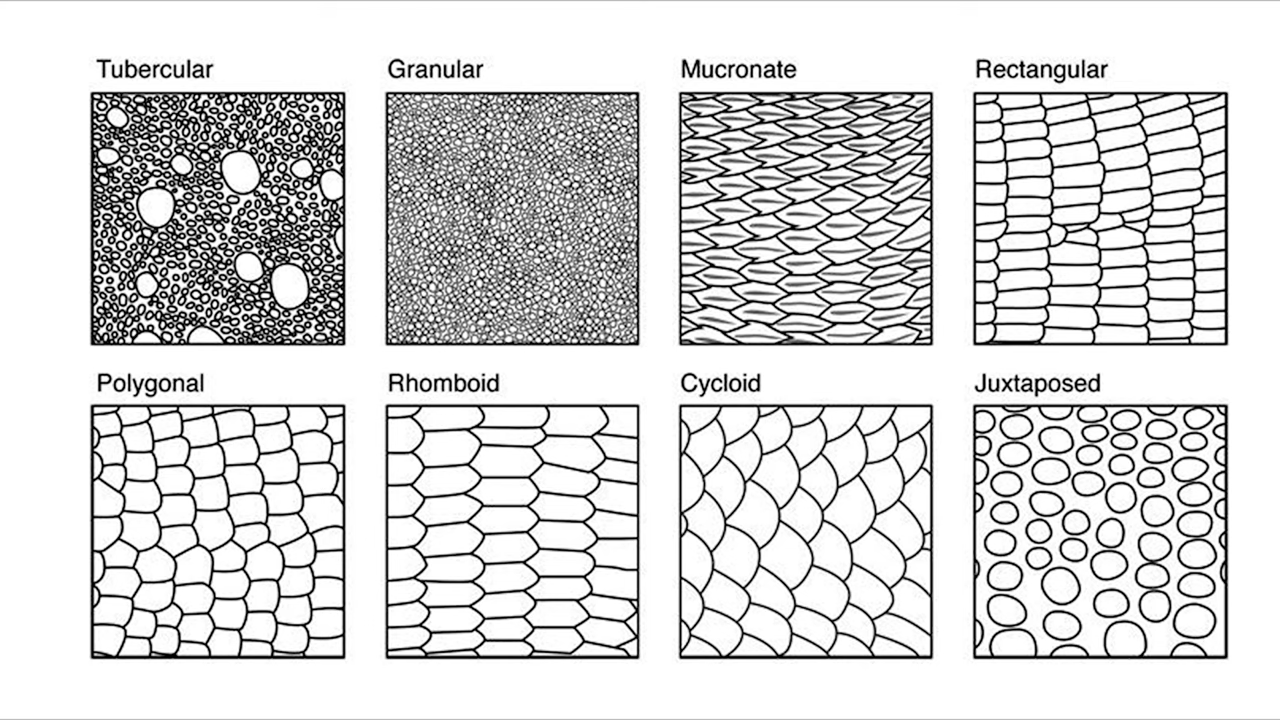 Tubercular
Granular
Mucronate
Rectangular
Polygonal
Rhomboid
Cycloid
Juxtaposed